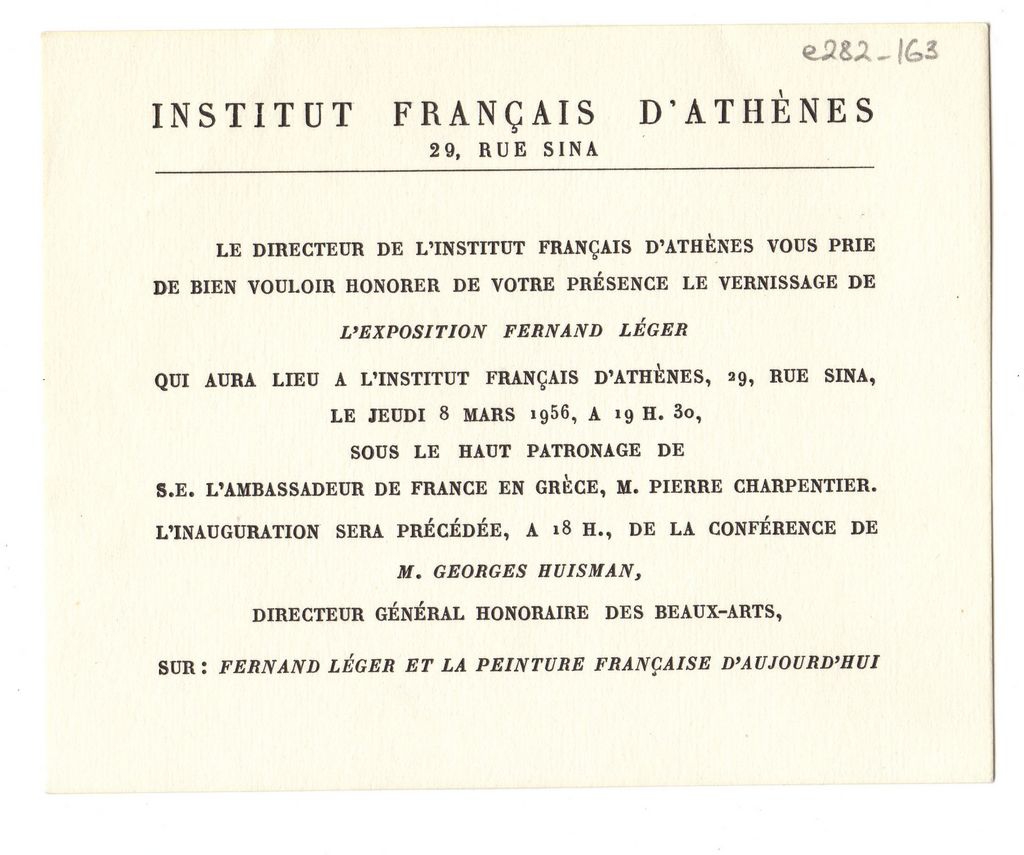 e282-163
INSTITUT FRANÇAIS D'ATHÈNES
29, RUE SINA
LE DIRECTEUR DE L'INSTITUT FRANÇAIS D'ATHÈNES VOUS PRIE
DE BIEN VOULOIR HONORER DE VOTRE PRÉSENCE LE VERNISSAGE DE
L'EXPOSITION FERNAND LÉGER
QUI AURA LIEU A L'INSTITUT FRANÇAIS D'ATHÈNES, 29, RUE SINA,
LE JEUDI 8 MARS 1956, A 19 H. 30,
SOUS LE HAUT PATRONAGE DE
S.E. L'AMBASSADEUR DE FRANCE EN GRÈCE, M. PIERRE CHARPENTIER.
L'INAUGURATION SERA PRÉCÉDÉE, A 18 H., DE LA CONFÉRENCE DE
M. GEORGES HUISMAN,
DIRECTEUR GÉNÉRAL HONORAIRE DES BEAUX-ARTS,
SUR : FERNAND LÉGER ET LA PEINTURE FRANÇAISE D'AUJOURD'HUI